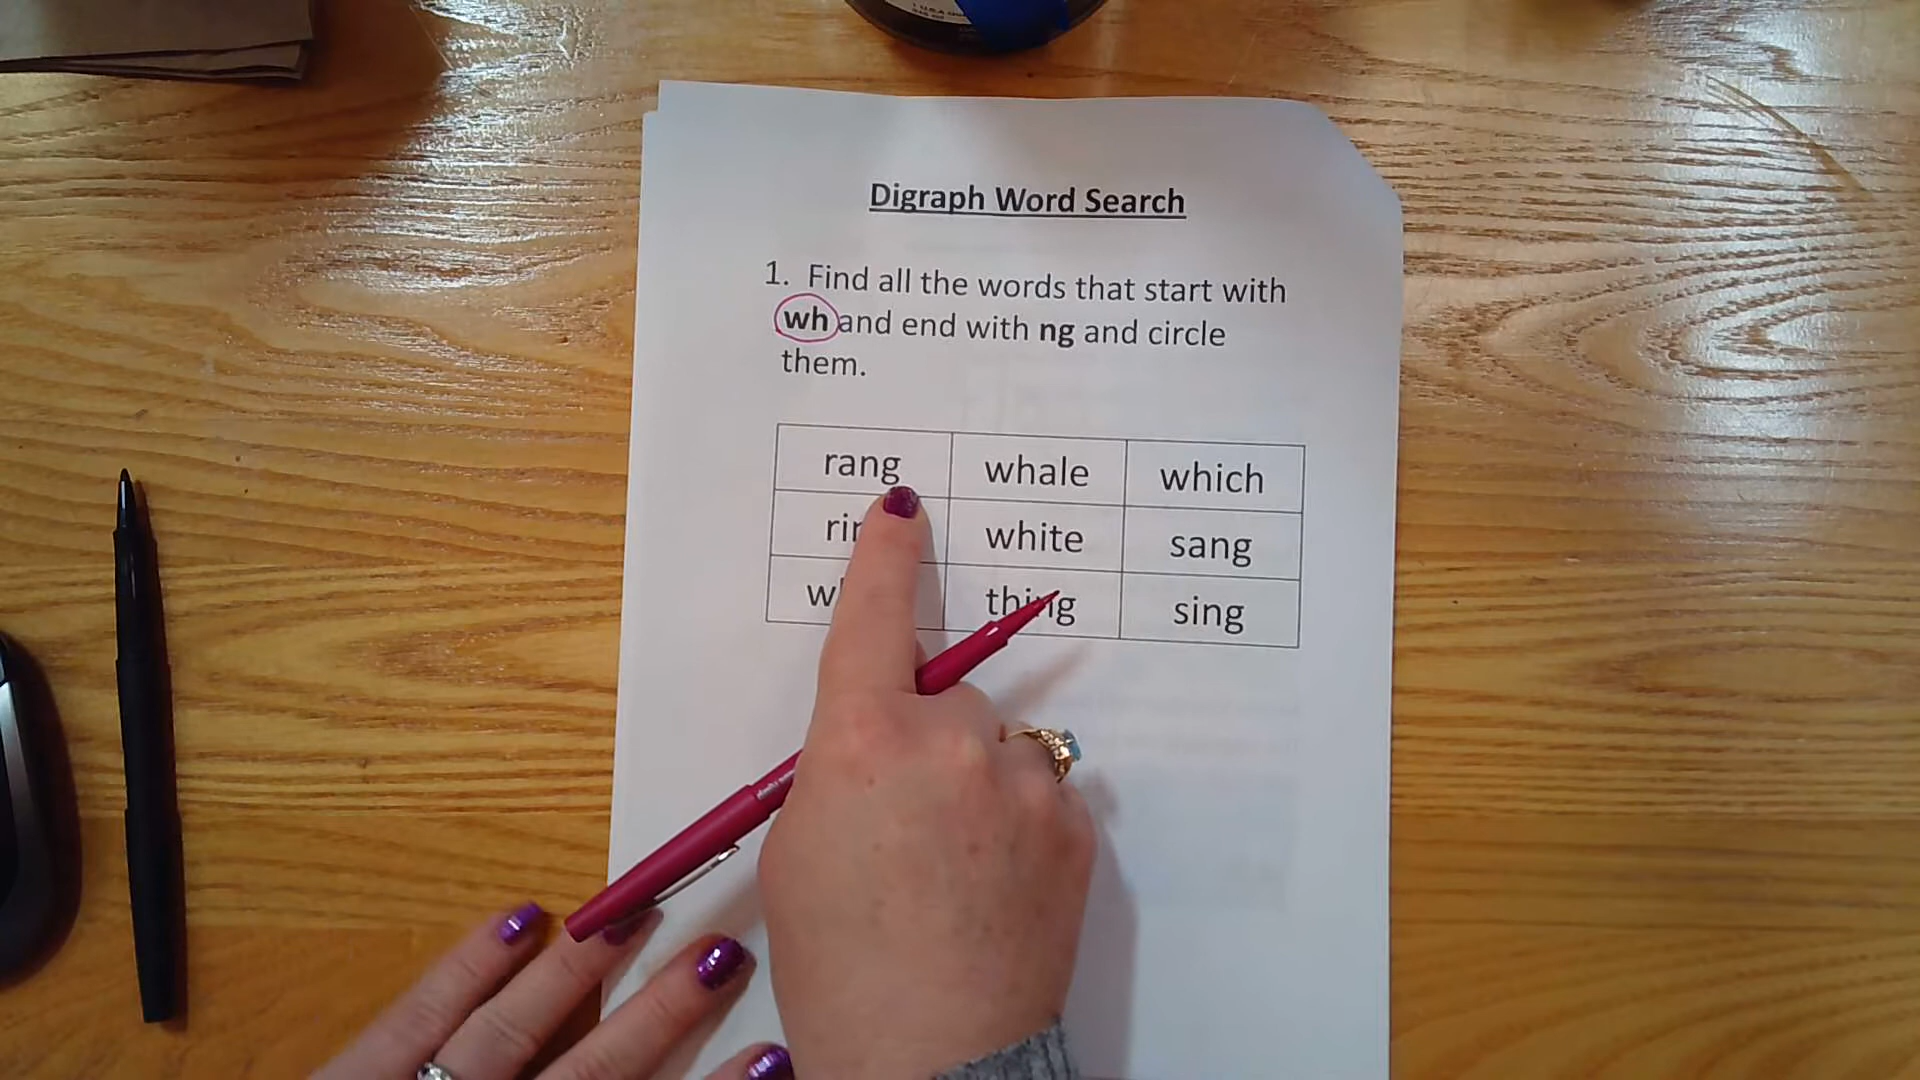 Digraph Word Search
1. Find all the words that start with
wh and end with ng and circle
them.
rang whale which
white sang
thing sing